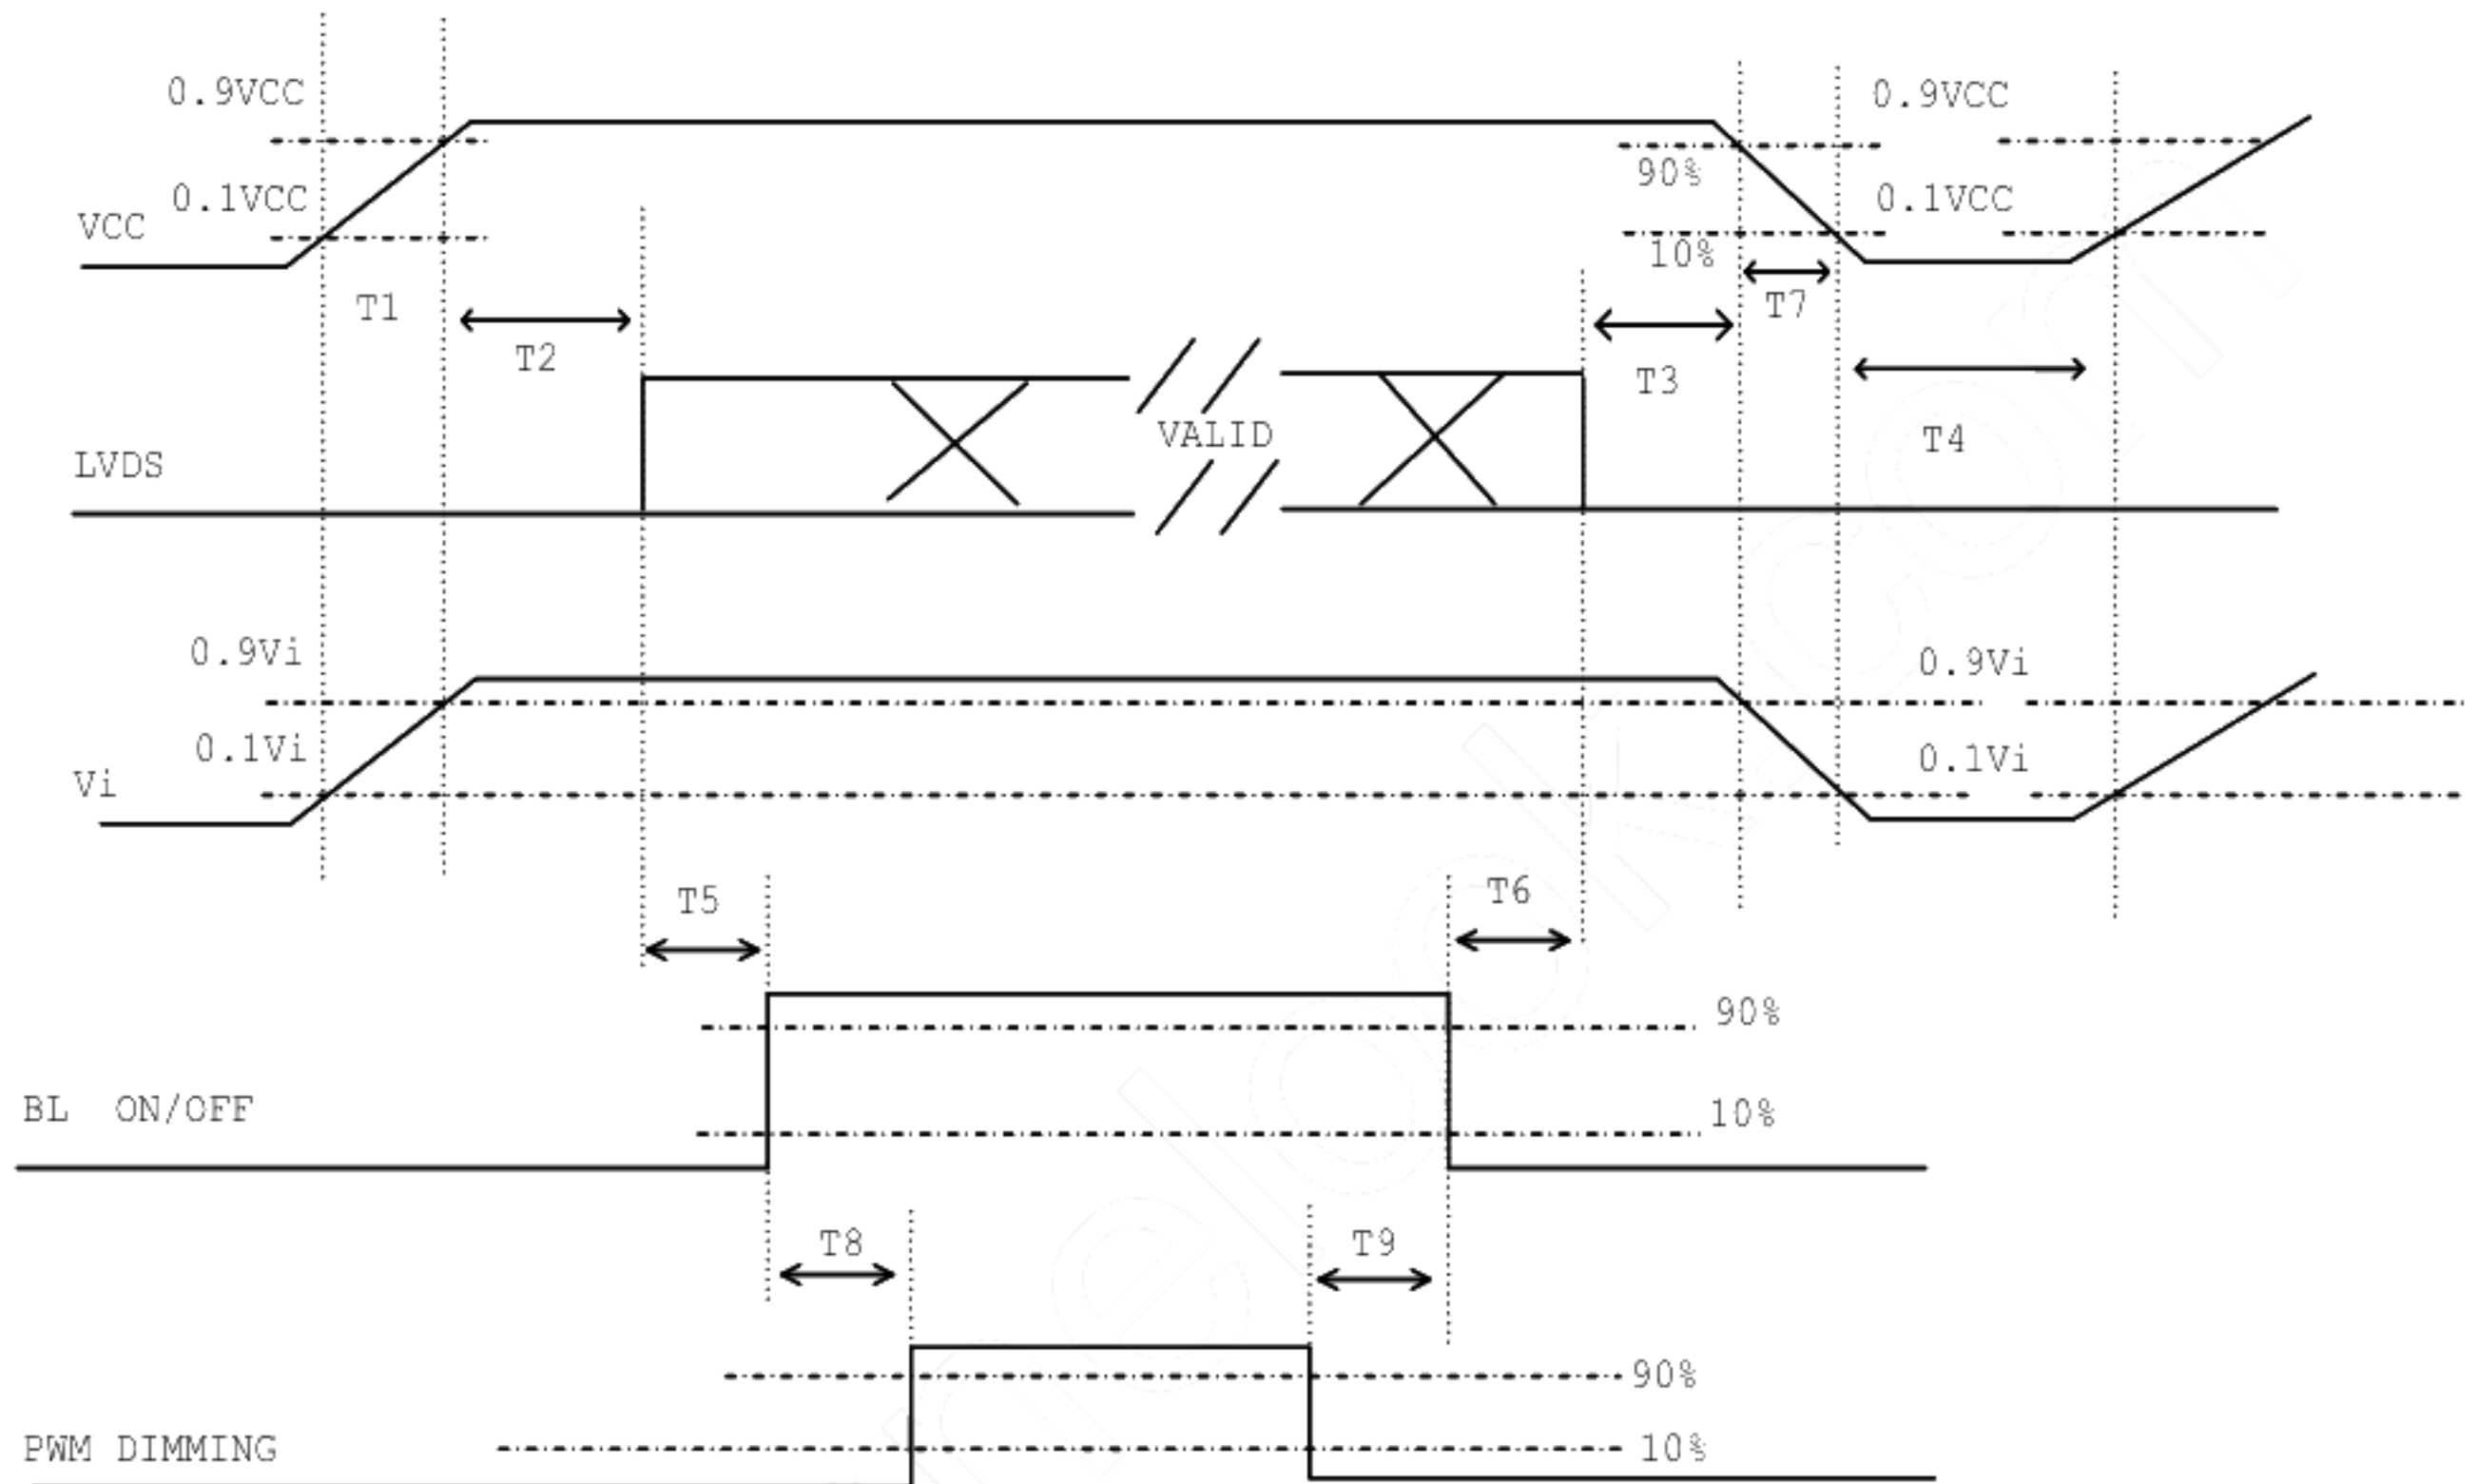 0.9VCC
0.9VCC
90%
0.1VCC
0.1VCC
VCC
10%
T1
T7
T2
T3
VALID
T4
LVDS
0.9Vi
0.9Vi
0.1Vi
0.1Vi
Vi
T5
T6
90%
BL ON/OFF
10%
T8
T9
90%
PWM DIMMING
10%